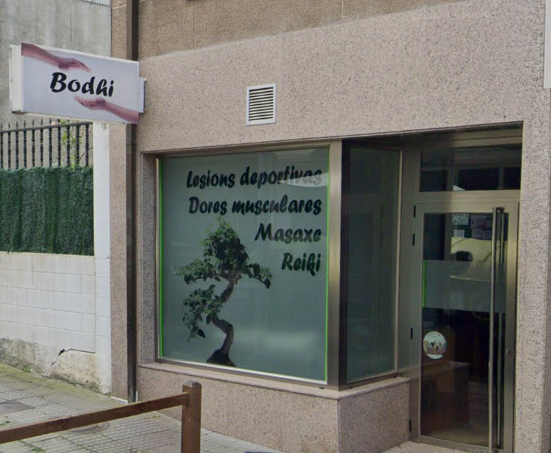 Bodhi
Lesions deportivas
Dores musculares
Masaxe
Reiki